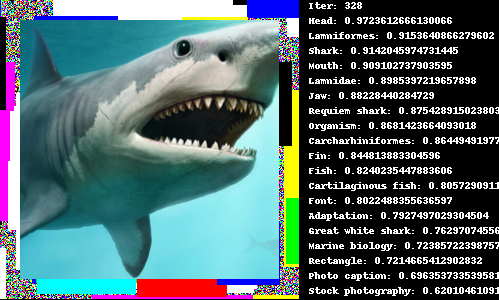 Iter: 328
Head: 0.9723612666130066
Lamniformes: 0.9153640866279602
Shark: 0.9142045974731445
Mouth: 0.909102737903595
Lamnidae: 0.8985397219657898
Jaw: 0.88228440284729
Requiem shark: 0.875428915023803
Organism: 0.8681423664093018
Carcharhiniformes: 0.86449491977
Fin: 0.844813883304596
Fish: 0.8240235447883606
Cartilaginous fish: 0.8057290911
Font: 0.8022488355636597
Adaptation: 0.7927497029304504
Great white shark: 0.76297074556
Marine biology: 0.72385722398757
Rectangle: 0.7214665412902832
Photo caption: 0.69635373353958
Stock photography: 0.6201046109